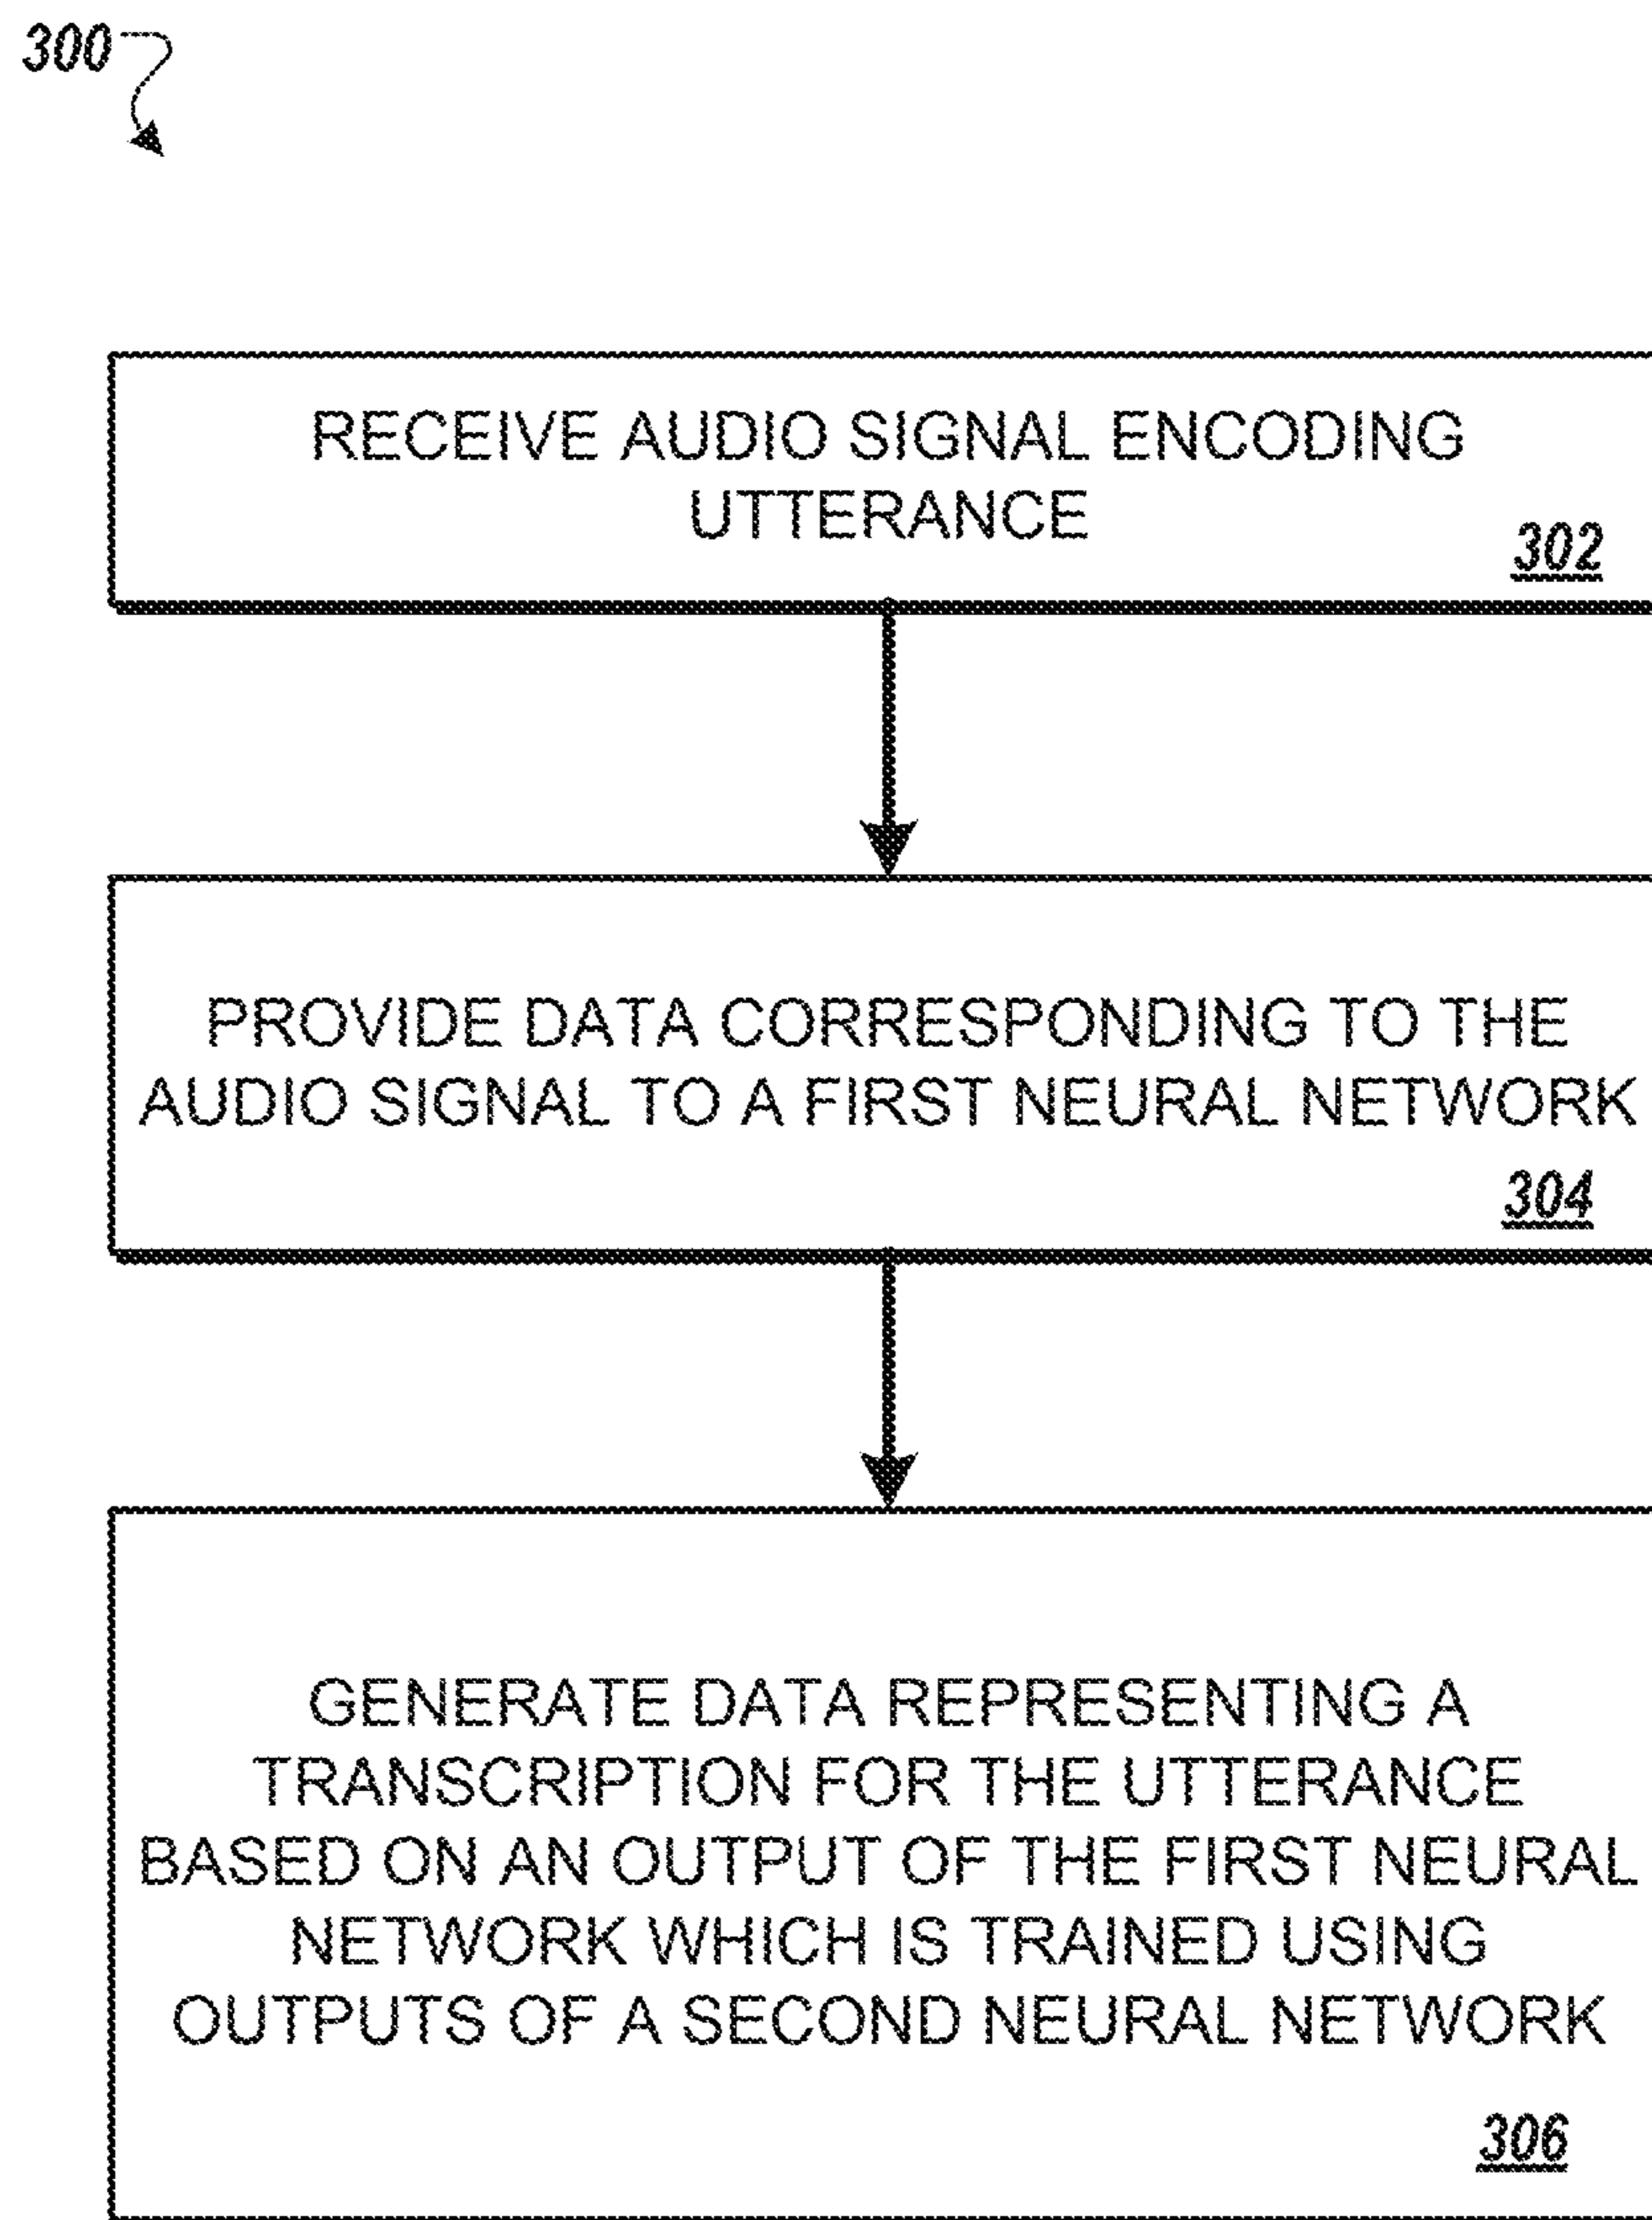 300
RECEIVE AUDIO SIGNAL ENCODING
UTTERANCE
302
PROVIDE DATA CORRESPONDING TO THE
AUDIO SIGNAL TO A FIRST NEURAL NETWORK
304
GENERATE DATA REPRESENTING A
TRANSCRIPTION FOR THE UTTERANCE
BASED ON AN OUTPUT OF THE FIRST NEURAL
NETWORK WHICH IS TRAINED USING
OUTPUTS OF A SECOND NEURAL NETWORK
306